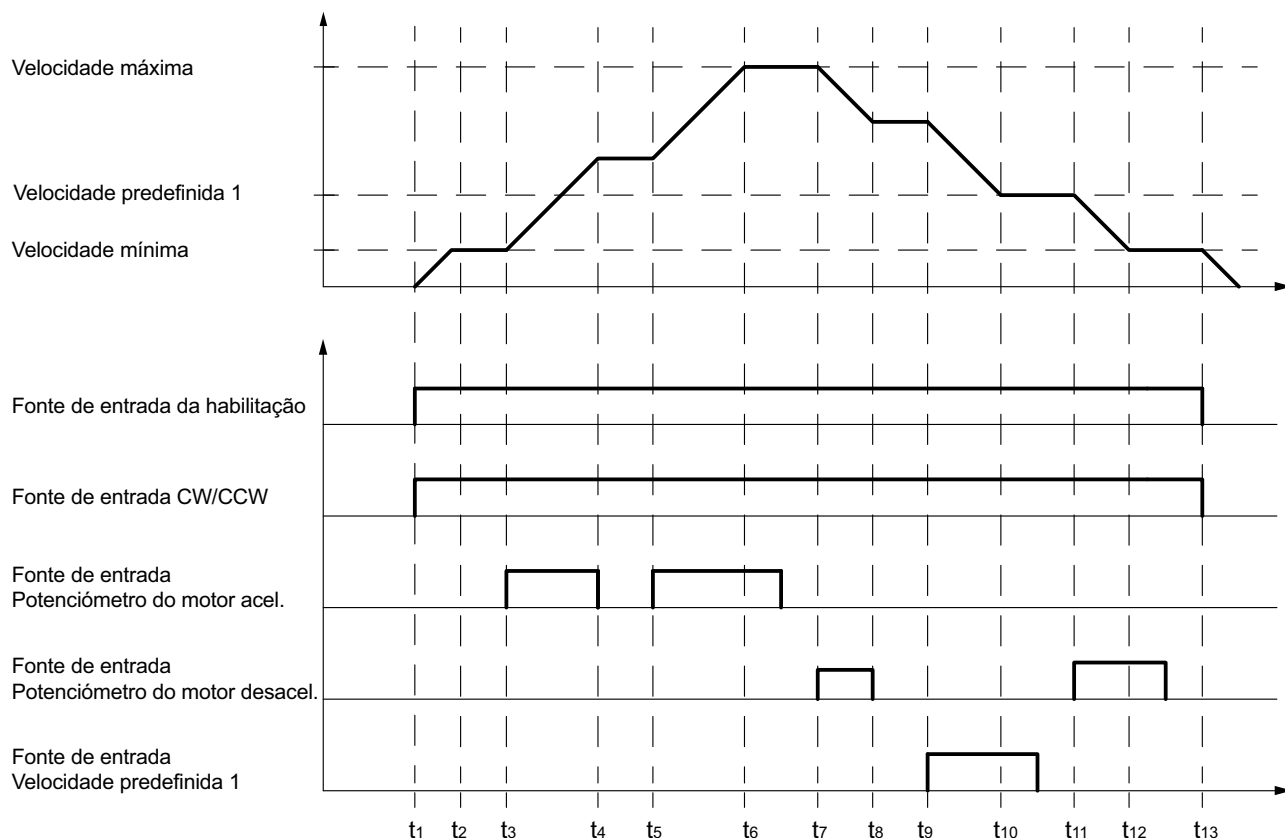 Velocidade máxima
Velocidade predefinida 1
Velocidade mínima
Fonte de entrada da habilitação
Fonte de entrada CW/CCW
Fonte de entrada
Potenciómetro do motor acel.
Fonte de entrada
Potenciómetro do motor desacel.
Fonte de entrada
Velocidade predefinida 1
t1 t2 t3 t4 t5 t6 t7 t8 t9 t10 t11 t12 t13